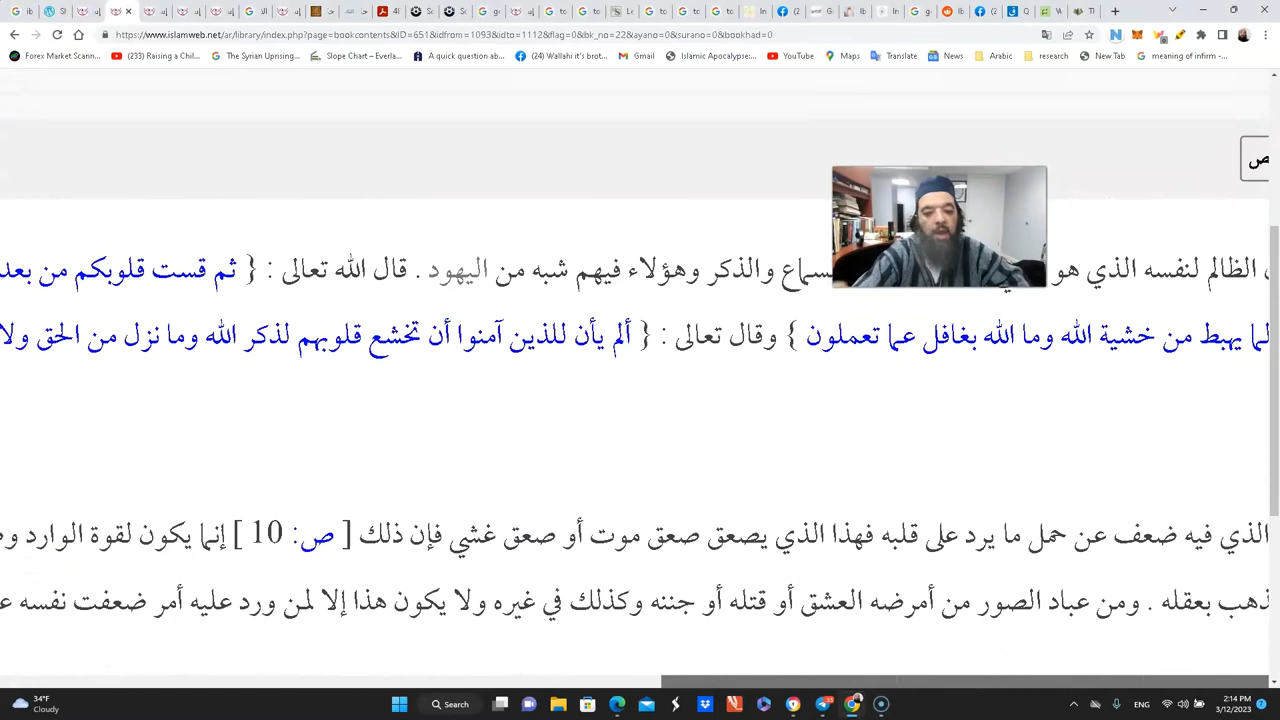 https://www.islamweb.net/ar/library/index.php?page=bookcontents&ID=651&idfrom=1093&idto=1112&flag=0&bk_no=22&ayano=0&surano=0&bookhad=0
Forex Market Scann... (233) Raising a Chil... The Syrian Uprising... Slope Chart – Everla... A quick question ab... (24) Wallahi it's brot... Gmail Islamic Apocalypse:... YouTube Maps Translate News Arabic research New Tab meaning of infirm -...
ص
الظالم لنفسه الذي هو والذكر وهؤلاء فيهم شبه من اليهود . قال الله تعالى : { ثم قست قلوبكم من بعد
لما يهبط من خشية الله وما الله بغافل عما تعملون } وقال تعالى : { ألم يأن للذين آمنوا أن تخشع قلوبهم لذكر الله وما نزل من الحق ولا
الذي فيه ضعف عن حمل ما يرد على قلبه فهذا الذي يصعق صعق موت أو صعق غشي فإن ذلك [ ص: 10 ] إنما يكون لقوة الوارد
ذهب بعقله . ومن عباد الصور من أمرضه العشق أو قتله أو جننه وكذلك في غيره ولا يكون هذا إلا لمن ورد عليه أمر ضعفت نفسه
34°F
Cloudy
Search
ENG
2:14 PM
3/12/2023